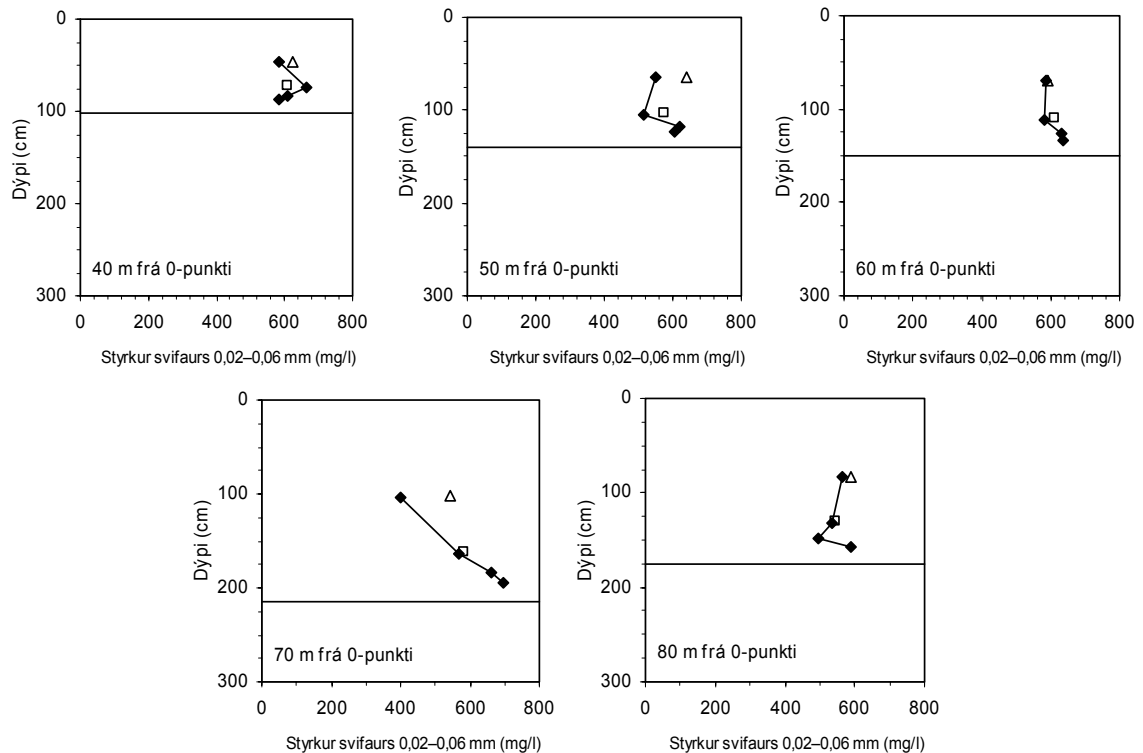 0
100
200
300
Dýpi (cm)
40 m frá 0-punkti
0 200 400 600 800
Styrkur svifaurs 0,02–0,06 mm (mg/l)
0
100
200
300
Dýpi (cm)
50 m frá 0-punkti
0 200 400 600 800
Styrkur svifaurs 0,02–0,06 mm (mg/l)
0
100
200
300
Dýpi (cm)
60 m frá 0-punkti
0 200 400 600 800
Styrkur svifaurs 0,02–0,06 mm (mg/l)
0
100
200
300
Dýpi (cm)
70 m frá 0-punkti
0 200 400 600 800
Styrkur svifaurs 0,02–0,06 mm (mg/l)
0
100
200
300
Dýpi (cm)
80 m frá 0-punkti
0 200 400 600 800
Styrkur svifaurs 0,02–0,06 mm (mg/l)